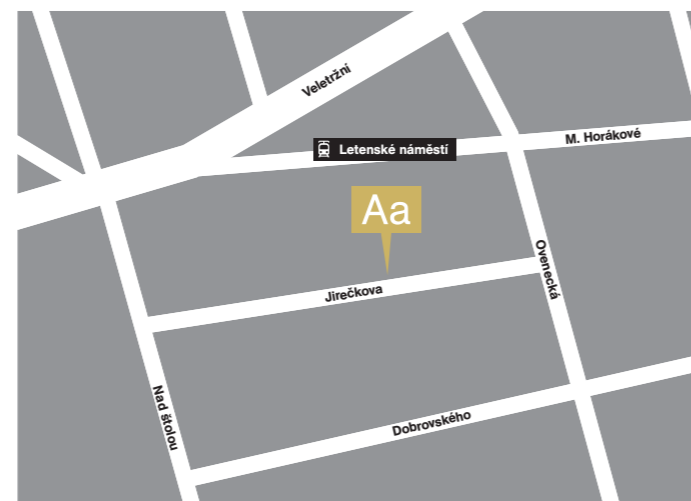 Veletržní
Letenské náměstí
M. Horákové
Aa
Ovenecká
Jirečkova
Nad štolou
Dobrovského